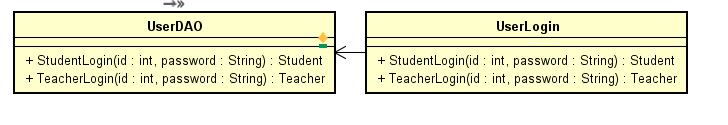 UserDAO
+ StudentLogin(id : int, password : String) : Student
+ TeacherLogin(id : int, password : String) : Teacher
UserLogin
+ StudentLogin(id : int, password : String) : Student
+ TeacherLogin(id : int, password : String) : Teacher